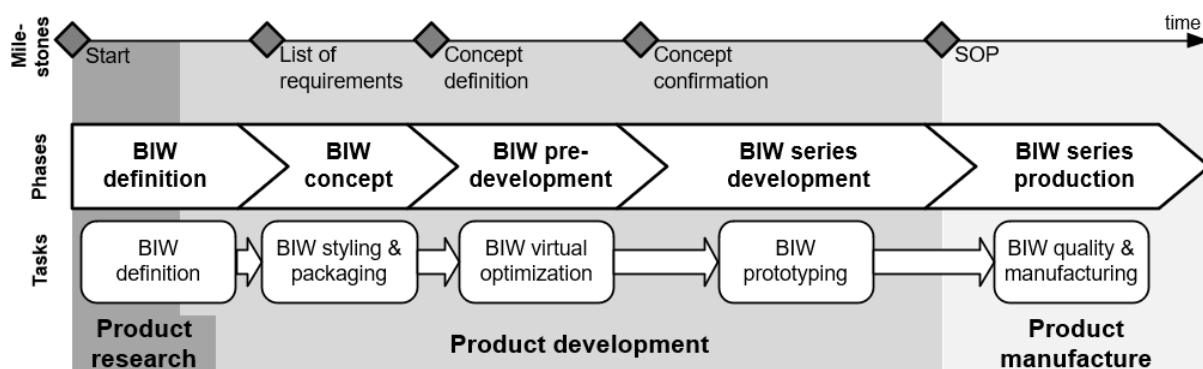 Mile-
stones
time
Start
List of
requirements
Concept
definition
Concept
confirmation
SOP
Phases
BIW
definition
BIW
concept
BIW pre-
development
BIW series
development
BIW series
production
Tasks
BIW
definition
BIW styling &
packaging
BIW virtual
optimization
BIW
prototyping
BIW quality &
manufacturing
Product
research
Product development
Product
manufacture